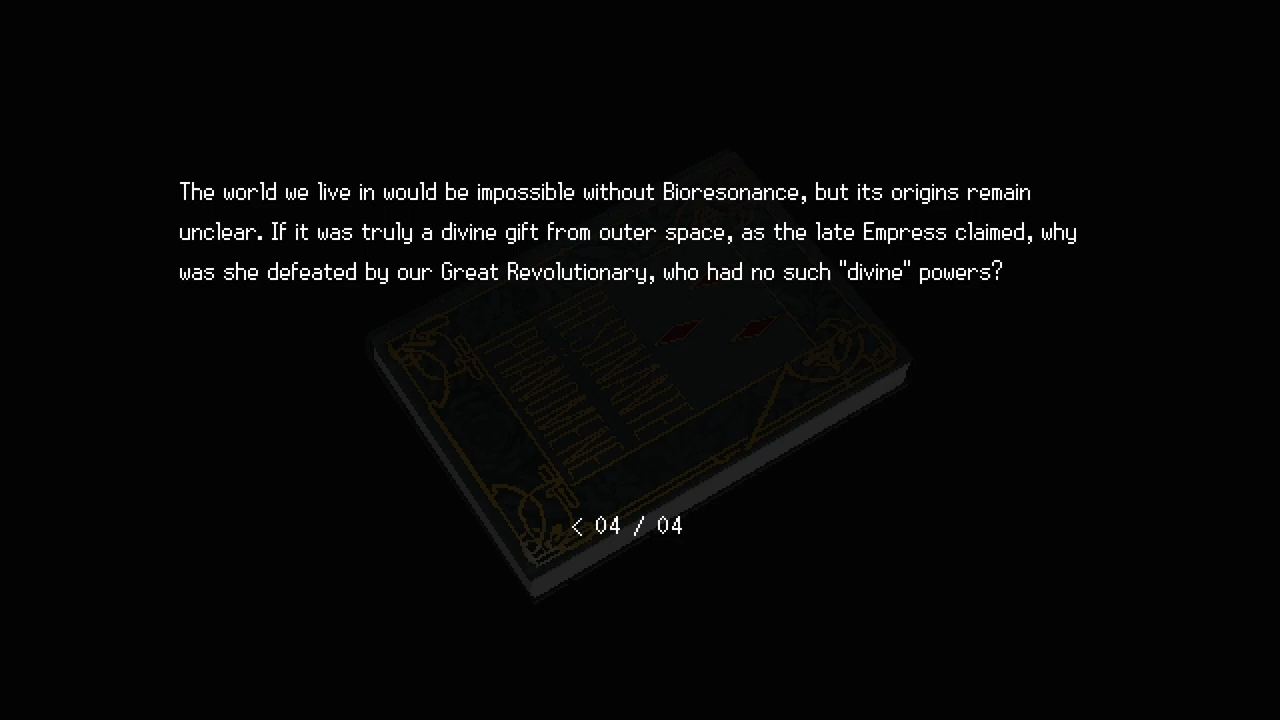 The world we live in would be impossible without Bioresonance, but its origins remain
unclear. If it was truly a divine gift from outer space, as the late Empress claimed, why
was she defeated by our Great Revolutionary, who had no such "divine" powers?
RESONANTE
PHÄNOMENE
< 04 / 04